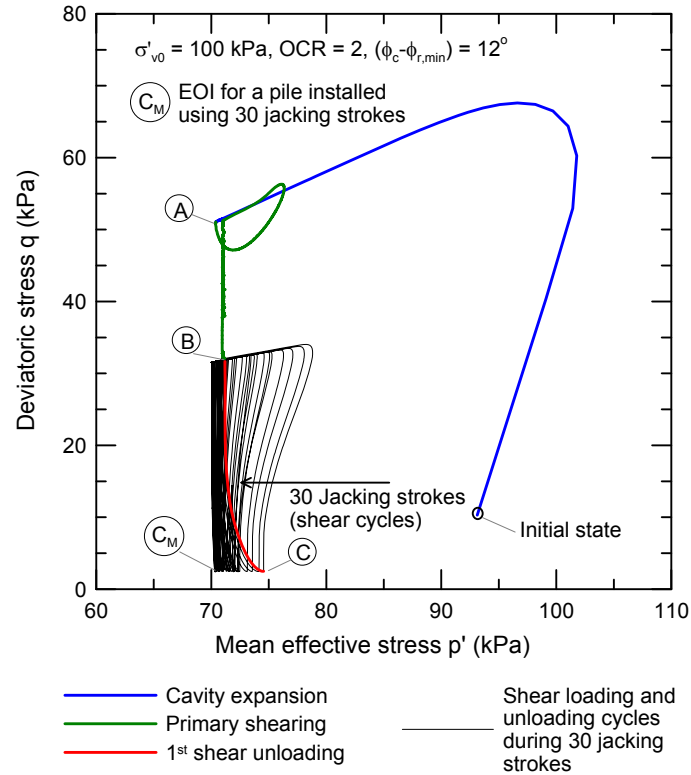 80
60
40
20
0
Deviatoric stress q (kPa)
σ'v0 = 100 kPa, OCR = 2, (ϕc-ϕr,min) = 12°
CM EOI for a pile installed
using 30 jacking strokes
A
B
30 Jacking strokes
(shear cycles)
CM
C
Initial state
60 70 80 90 100 110
Mean effective stress p' (kPa)
Cavity expansion
Primary shearing
1st shear unloading
Shear loading and
unloading cycles
during 30 jacking
strokes